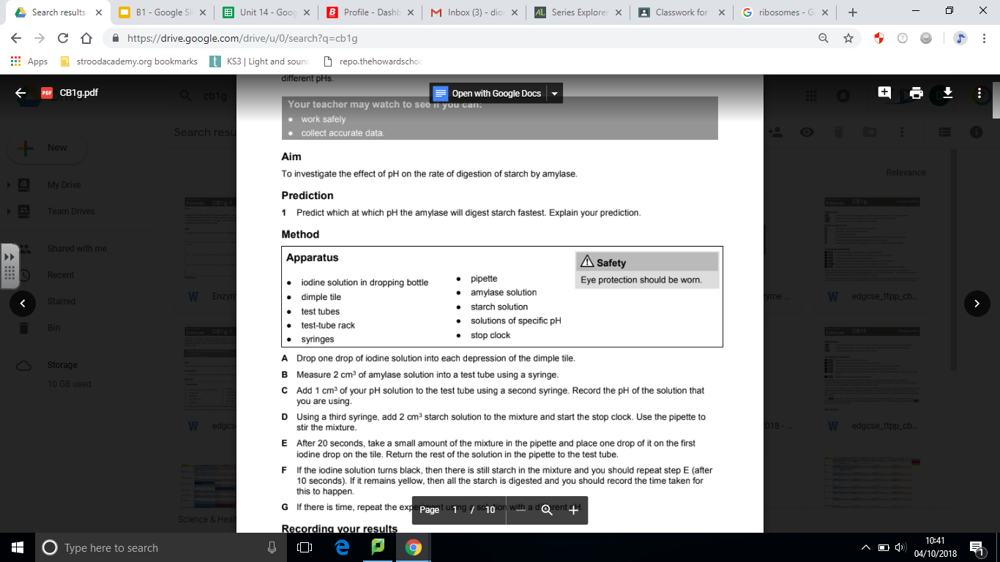 Search results
B1 - Google Sl
Unit 14 - Goog
Profile - Dashb
Inbox (3) - dior
Series Explorer
Classwork for
ribosomes - G
https://drive.google.com/drive/u/0/search?q=cb1g
Apps
stroodacademy.org bookmarks
KS3 | Light and soun
repo.thehowardschoo
different pHs.
CB1g.pdf
cb1g
Open with Google Docs
Your teacher may watch to see if you can:
• work safely
• collect accurate data.
Search resu
New
My Drive
Team Drives
Shared with me
Recent
Starred
Bin
Storage
10 GB used
Relevance
Aim
To investigate the effect of pH on the rate of digestion of starch by amylase.
Prediction
1 Predict which at which pH the amylase will digest starch fastest. Explain your prediction.
Method
Apparatus
• iodine solution in dropping bottle
• dimple tile
• test tubes
• test-tube rack
• syringes
• pipette
• amylase solution
• starch solution
• solutions of specific pH
• stop clock
Safety
Eye protection should be worn.
A Drop one drop of iodine solution into each depression of the dimple tile.
B Measure 2 cm³ of amylase solution into a test tube using a syringe.
C Add 1 cm³ of your pH solution to the test tube using a second syringe. Record the pH of the solution that
you are using.
D Using a third syringe, add 2 cm³ starch solution to the mixture and start the stop clock. Use the pipette to
stir the mixture.
E After 20 seconds, take a small amount of the mixture in the pipette and place one drop of it on the first
iodine drop on the tile. Return the rest of the solution in the pipette to the test tube.
F If the iodine solution turns black, then there is still starch in the mixture and you should repeat step E (after
10 seconds). If it remains yellow, then all the starch is digested and you should record the time taken for
this to happen.
G If there is time, repeat the experiment using a solution with a different pH.
Recording your results
Page 1 / 10
Enzym
zyme ...
edgcse_ttpp_cb...
edgcse
2018 - ...
edgcse_ttpp_cb...
Science & Heal
Type here to search
10:41
04/10/2018
1